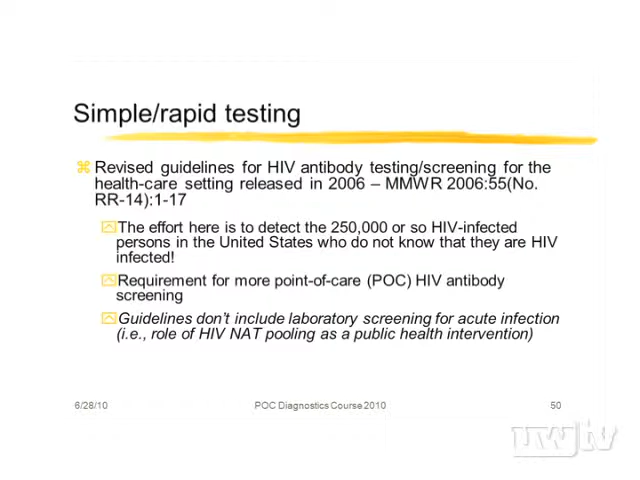 Simple/rapid testing
Revised guidelines for HIV antibody testing/screening for the
health-care setting released in 2006 – MMWR 2006:55(No.
RR-14):1-17
The effort here is to detect the 250,000 or so HIV-infected
persons in the United States who do not know that they are HIV
infected!
Requirement for more point-of-care (POC) HIV antibody
screening
Guidelines don't include laboratory screening for acute infection
(i.e., role of HIV NAT pooling as a public health intervention)
6/28/10 POC Diagnostics Course 2010 50
uwtv